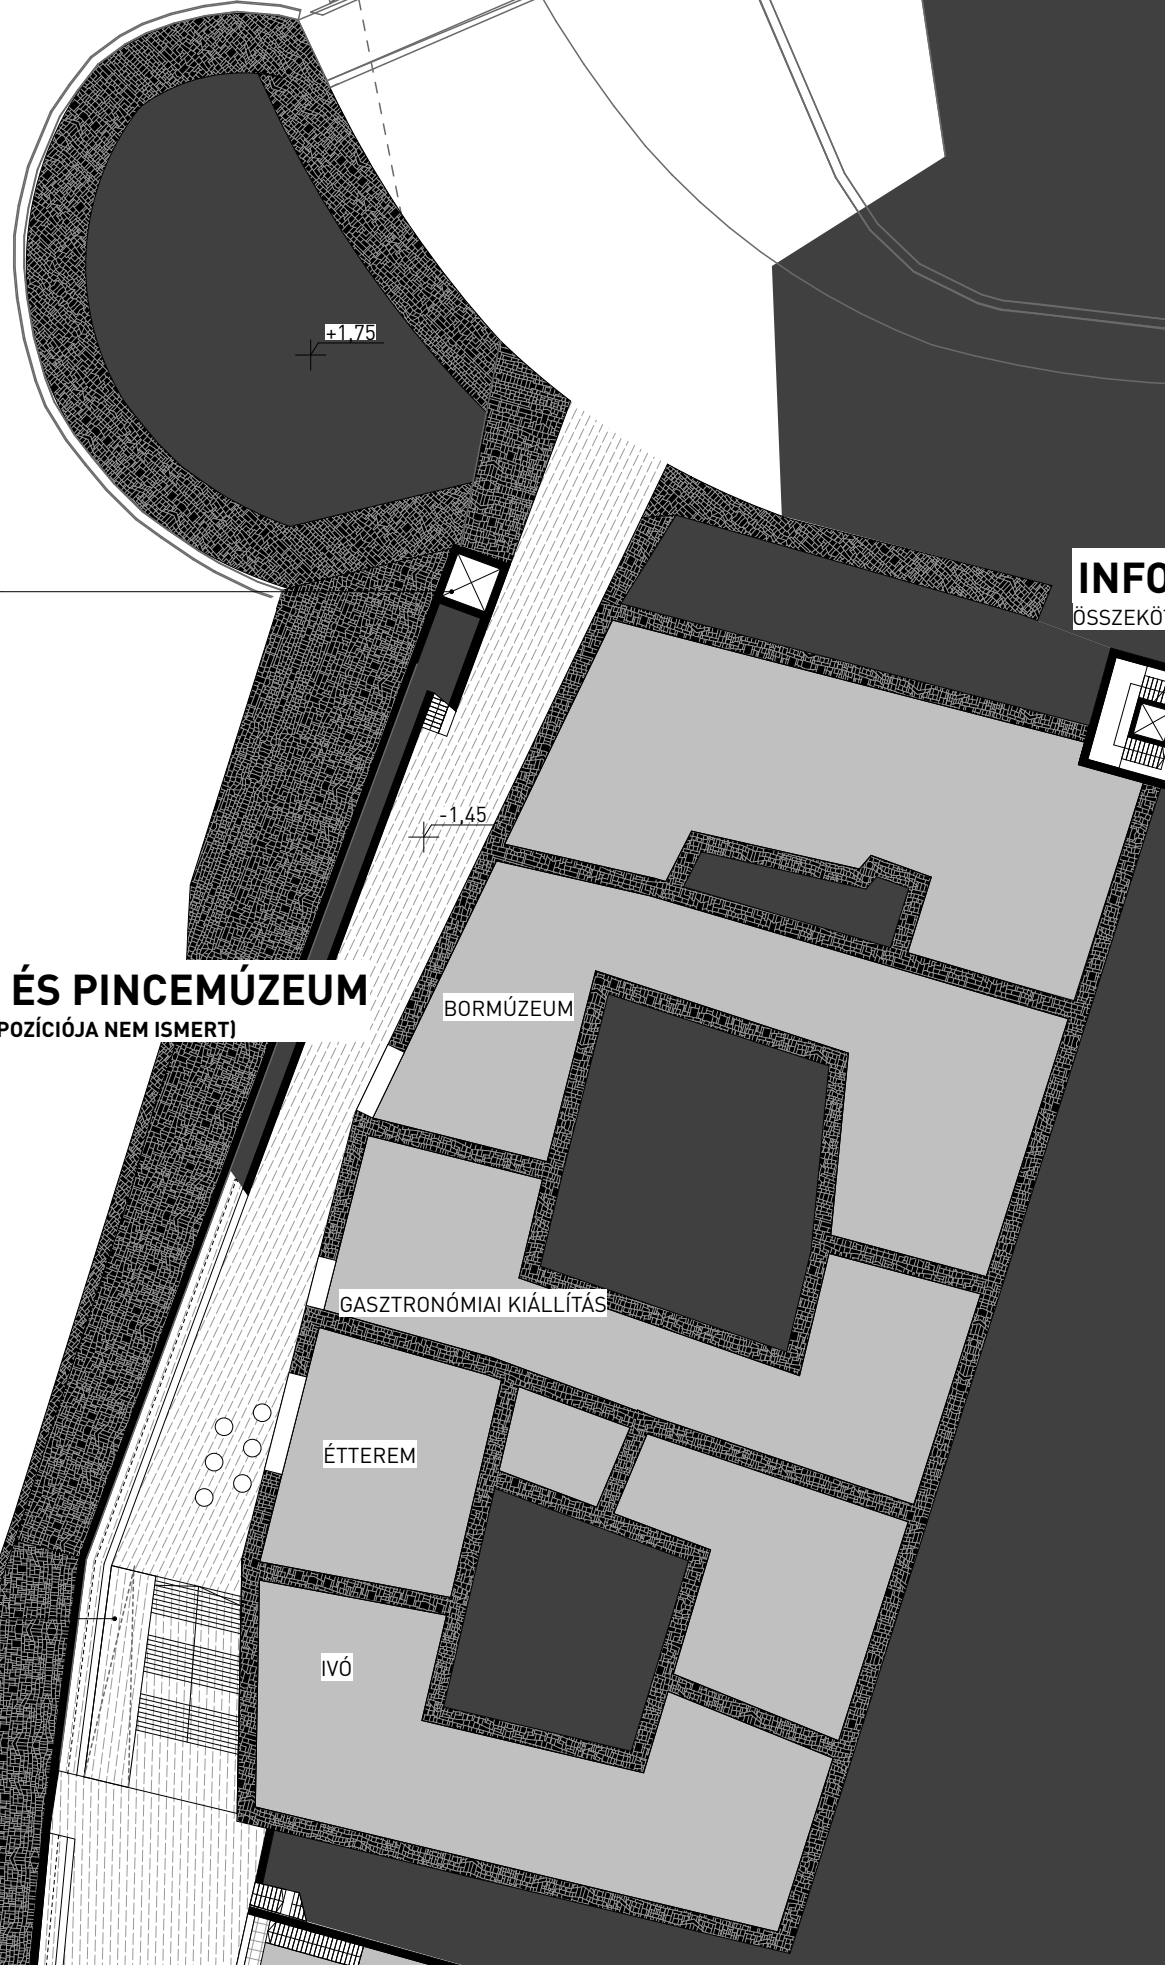 +1,75
INFO
ÖSSZEKÖT
-1,45
ÉS PINCEMÚZEUM
POZÍCIÓJA NEM ISMERT)
BORMÚZEUM
GASZTRONÓMIAI KIÁLLÍTÁS
ÉTTEREM
IVÓ